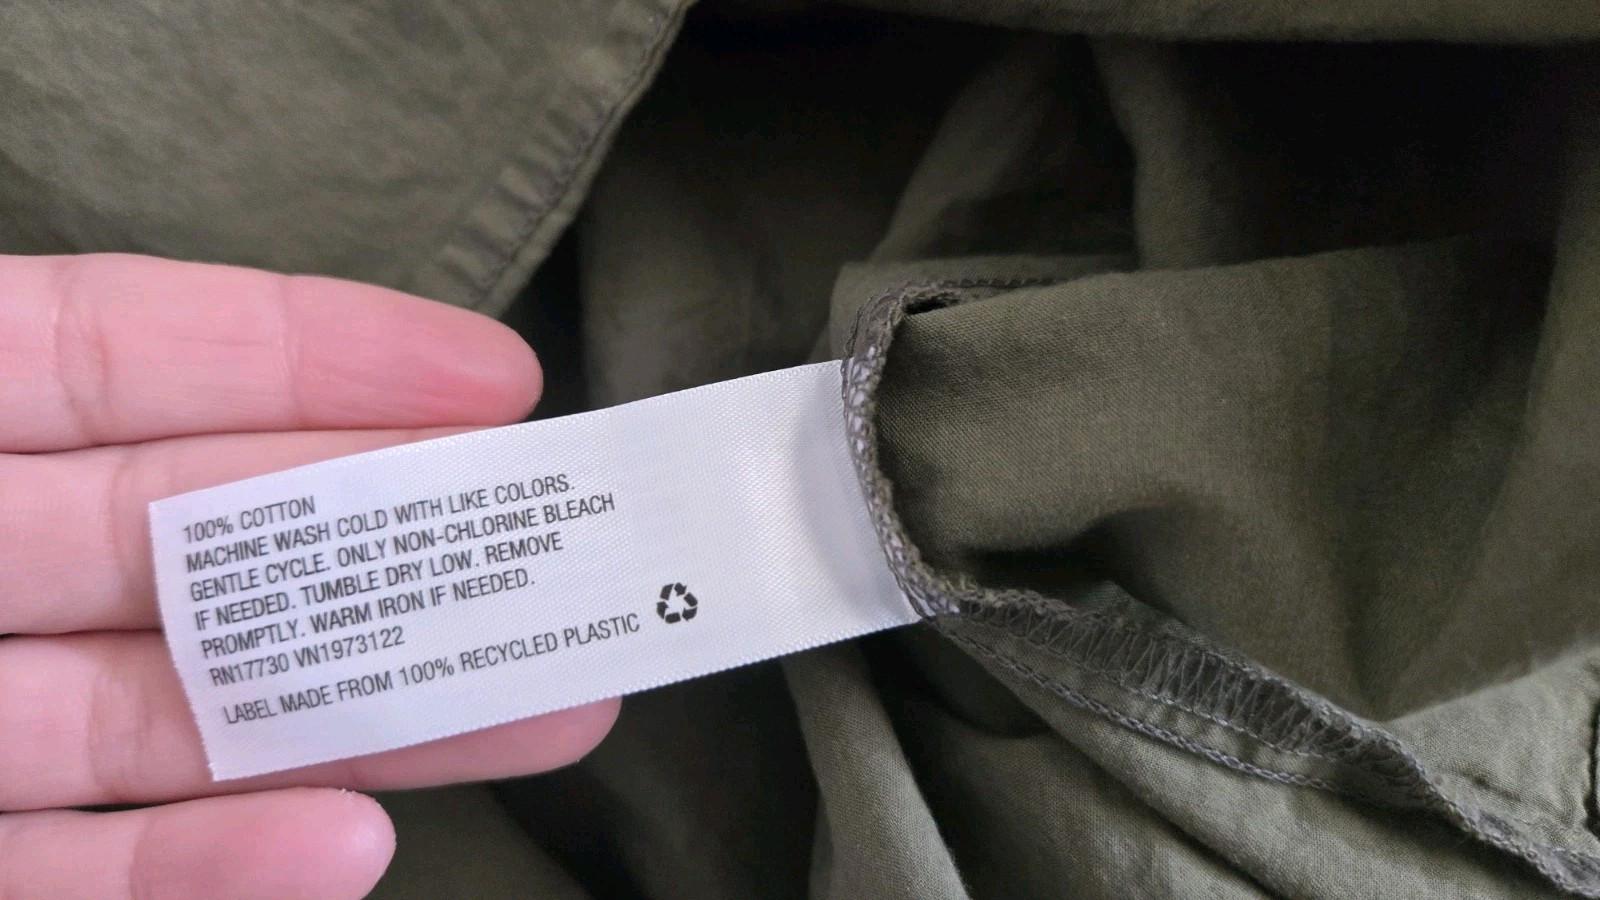 100% COTTON
MACHINE WASH COLD WITH LIKE COLORS.
GENTLE CYCLE. ONLY NON-CHLORINE BLEACH
IF NEEDED. TUMBLE DRY LOW. REMOVE
PROMPTLY. WARM IRON IF NEEDED.
RN17730 VN1973122
LABEL MADE FROM 100% RECYCLED PLASTIC